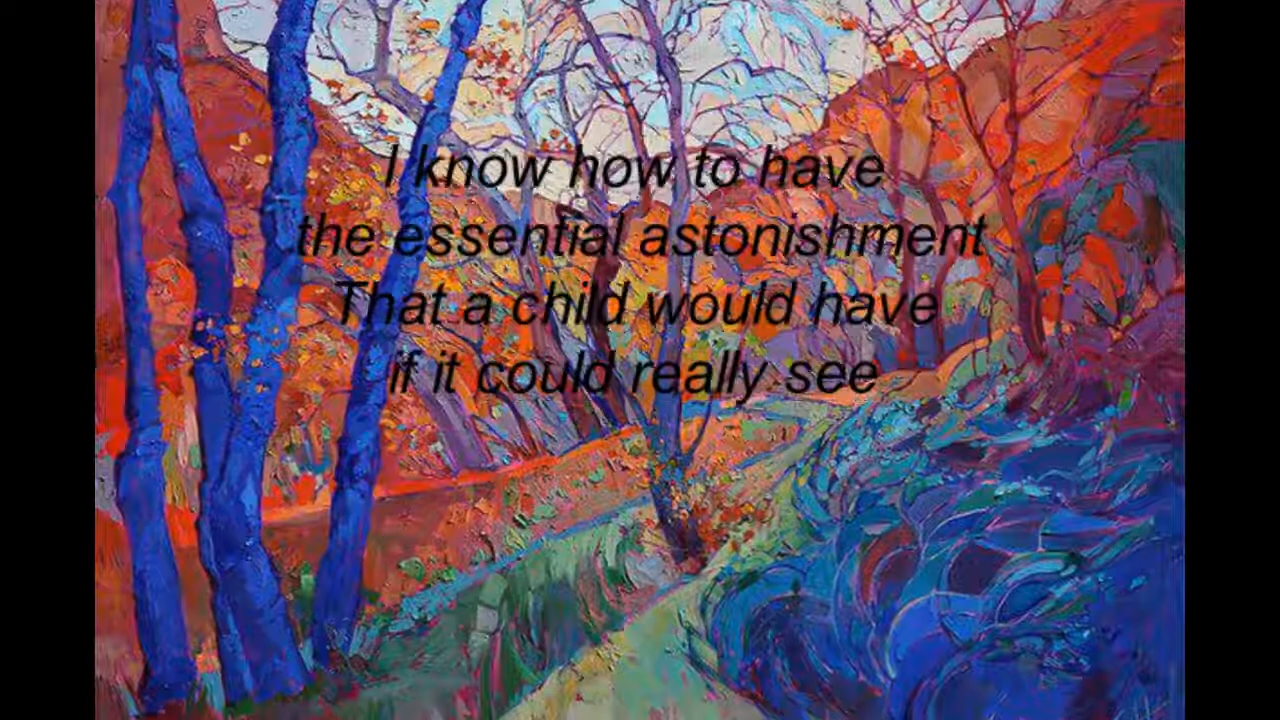 I know how to have
the essential astonishment
That a child would have
if it could really see